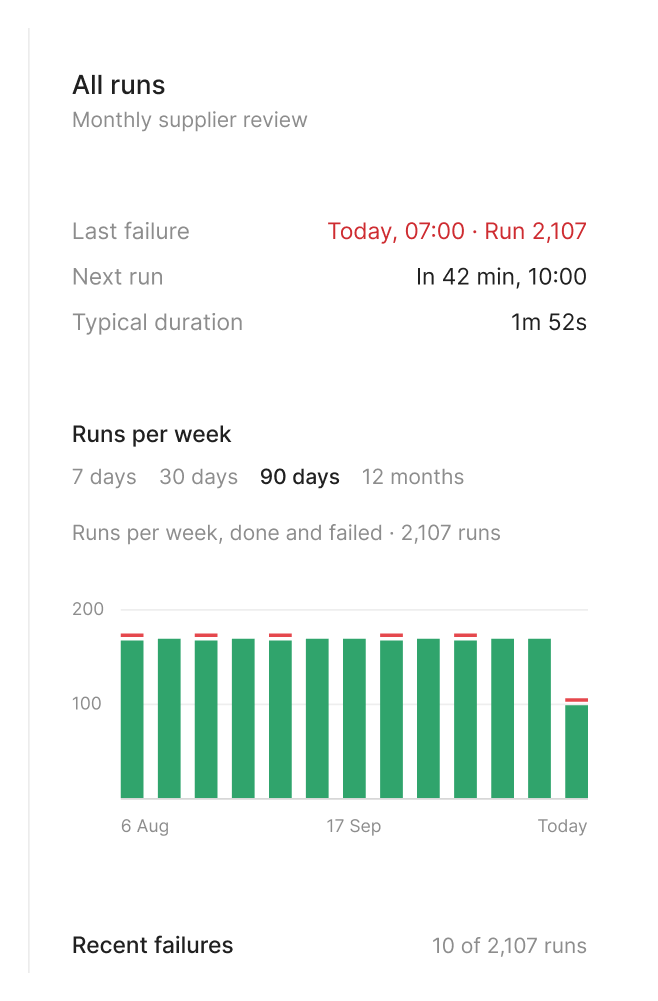 All runs
Monthly supplier review
Last failure Today, 07:00 · Run 2,107
Next run In 42 min, 10:00
Typical duration 1m 52s
Runs per week
7 days 30 days 90 days 12 months
Runs per week, done and failed · 2,107 runs
200
100
6 Aug 17 Sep Today
Recent failures 10 of 2,107 runs